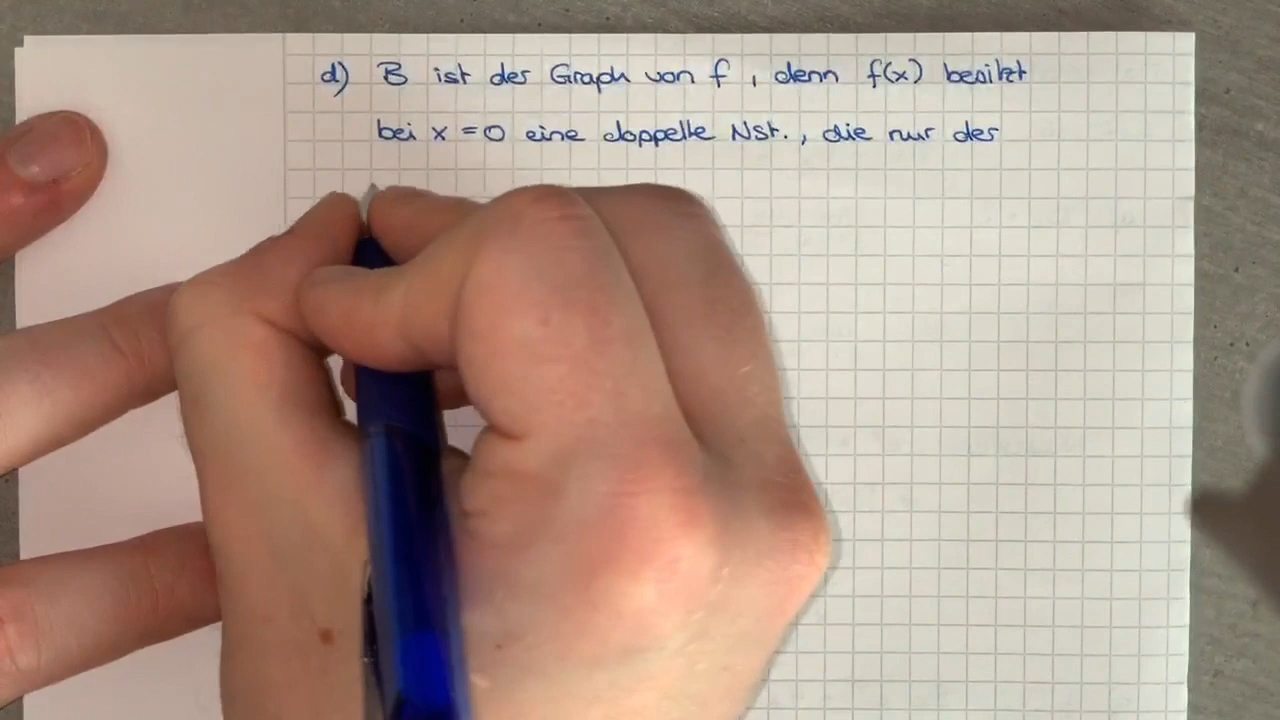 d) B ist der Graph von f, denn f(x) besitzt
bei x = 0 eine doppelte Nst., die nur der